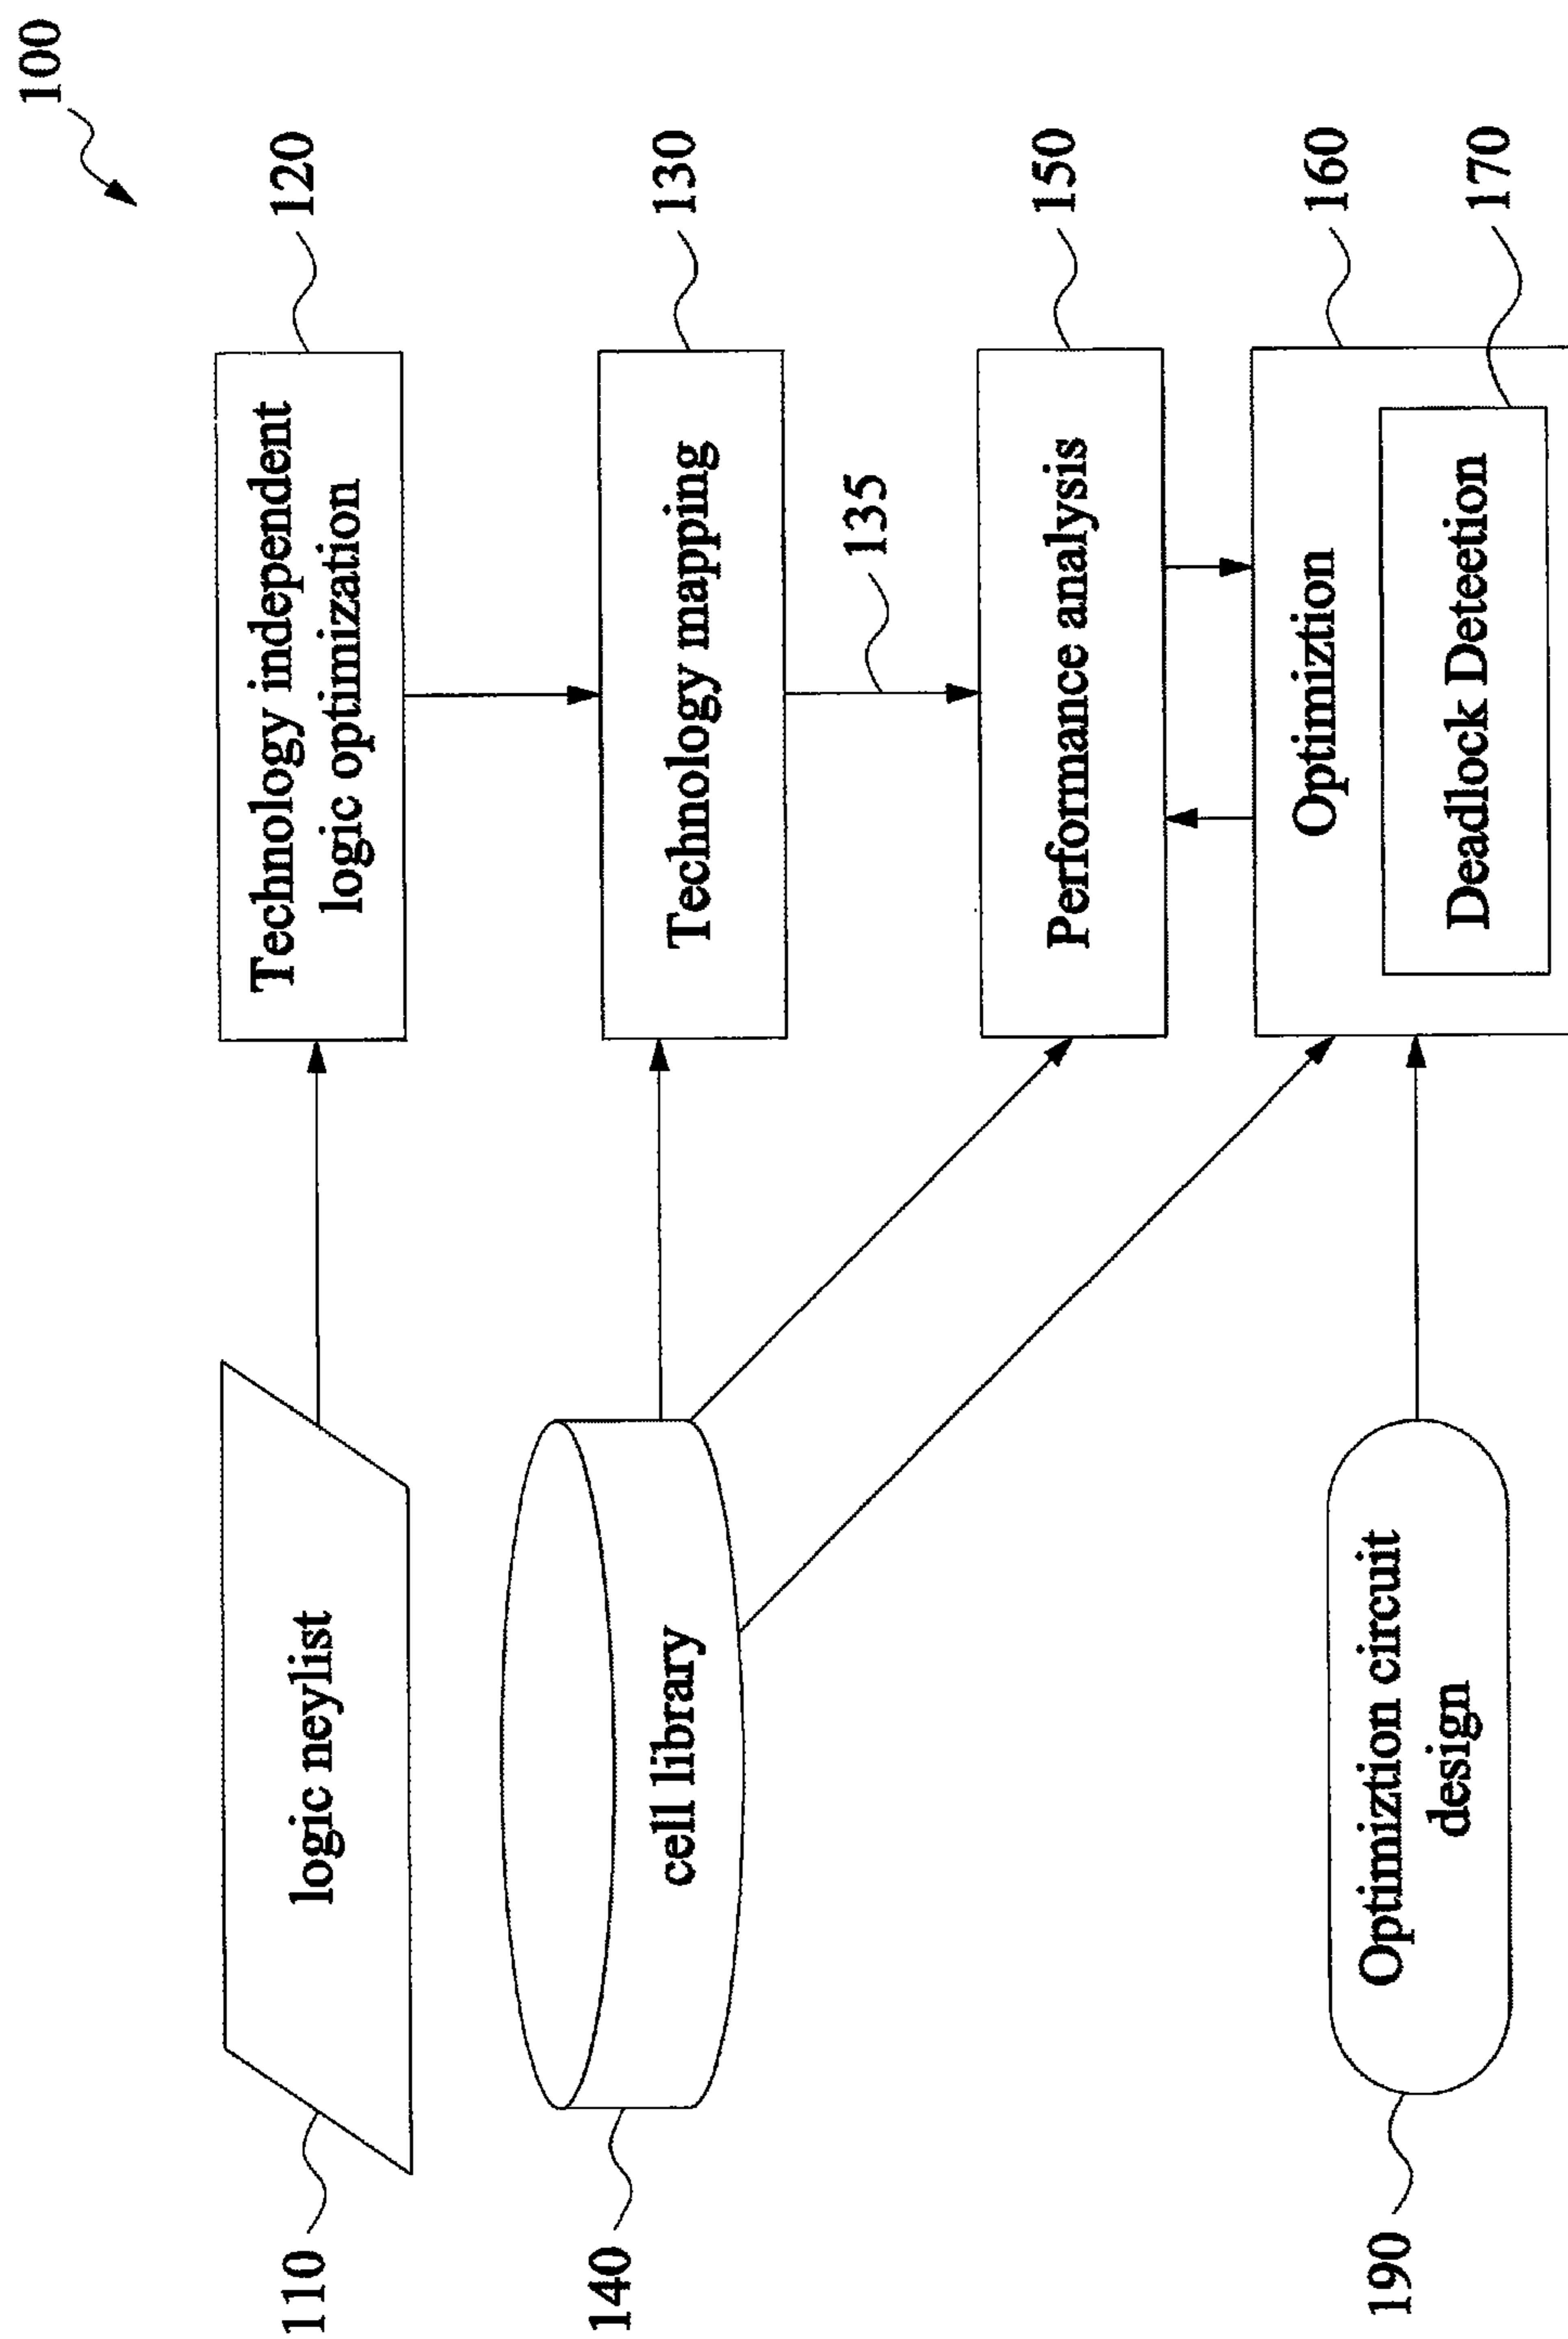 100
110
logic neylist
Technology independent
logic optimization
120
140
cell library
Technology mapping
130
135
Performance analysis
150
190
Optimiztion circuit
design
Optimiztion
160
Deadlock Deteetion
170